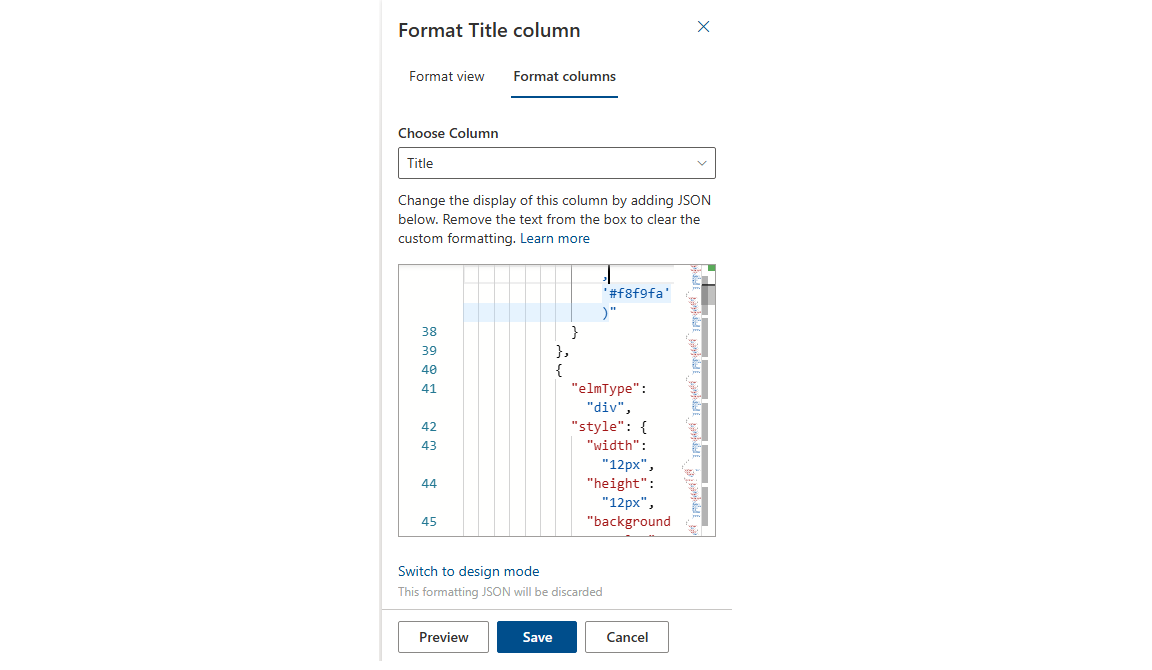 Format Title column
Format view
Format columns
Choose Column
Title
Change the display of this column by adding JSON
below. Remove the text from the box to clear the
custom formatting. Learn more
,
'#f8f9fa'
)"
38 }
39 },
40 {
41 "elmType":
"div",
42 "style": {
43 "width":
"12px",
44 "height":
"12px",
45 "background
Switch to design mode
This formatting JSON will be discarded
Preview
Save
Cancel